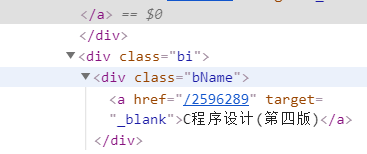 </a> == $0
</div>
▼<div class="bi">
▼<div class="bName">
<a href="/2596289" target=
"_blank">C程序设计(第四版)</a>
</div>